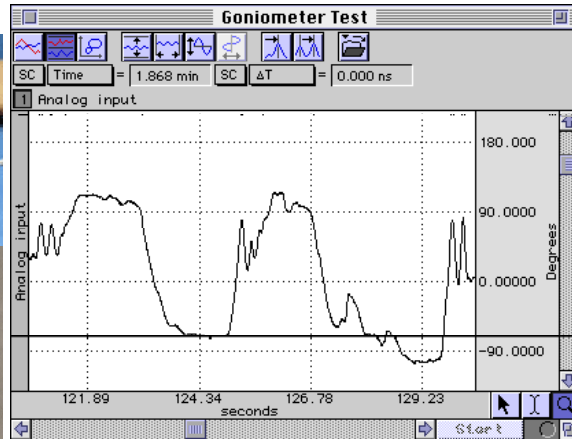 Goniometer Test
SC Time = 1.868 min SC ΔT = 0.000 ns
1 Analog input
180.000
90.0000
0.00000
-90.0000
Analog input
Degrees
121.89 124.34 126.78 129.23
seconds
Start